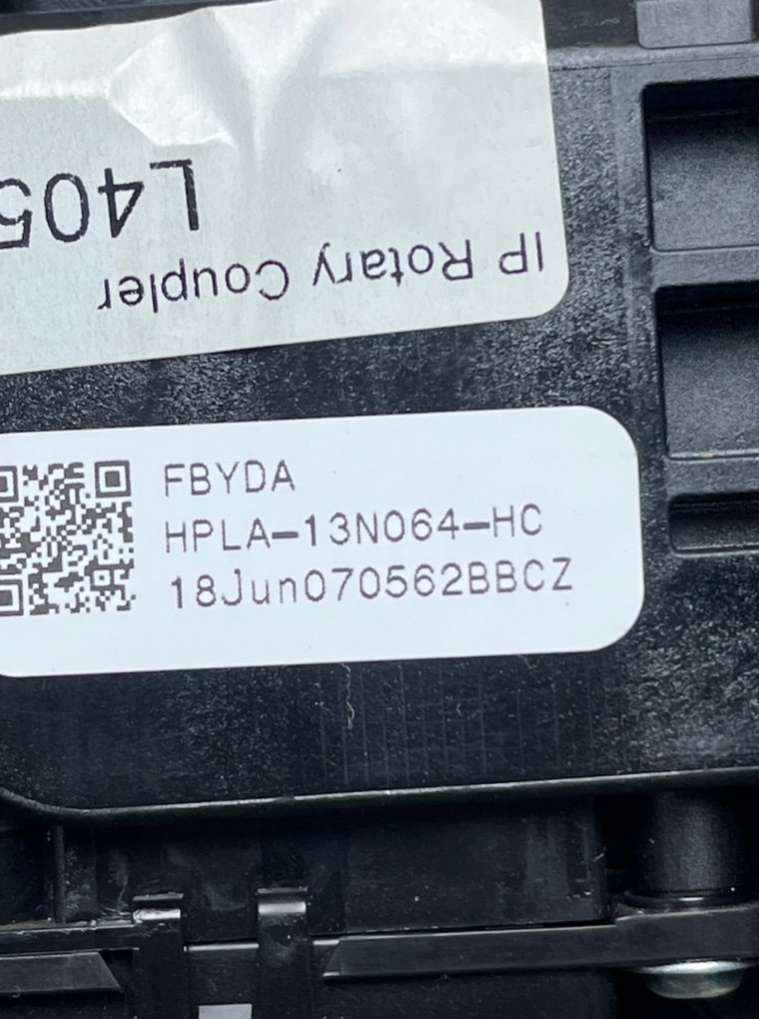 L405
IP Rotary Coupler
FBYDA
HPLA-13N064-HC
18Jun070562BBCZ